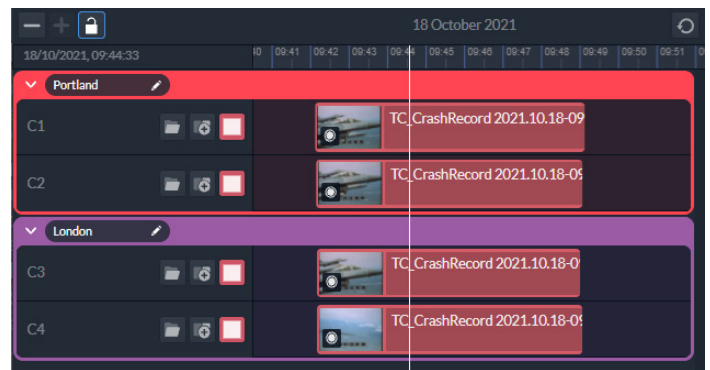 18 October 2021
18/10/2021, 09:44:33
40 09:41 09:42 09:43 09:44 09:45 09:46 09:47 09:48 09:49 09:50 09:51
Portland
C1
TC_CrashRecord 2021.10.18-09
C2
TC_CrashRecord 2021.10.18-09
London
C3
TC_CrashRecord 2021.10.18-0
C4
TC_CrashRecord 2021.10.18-09